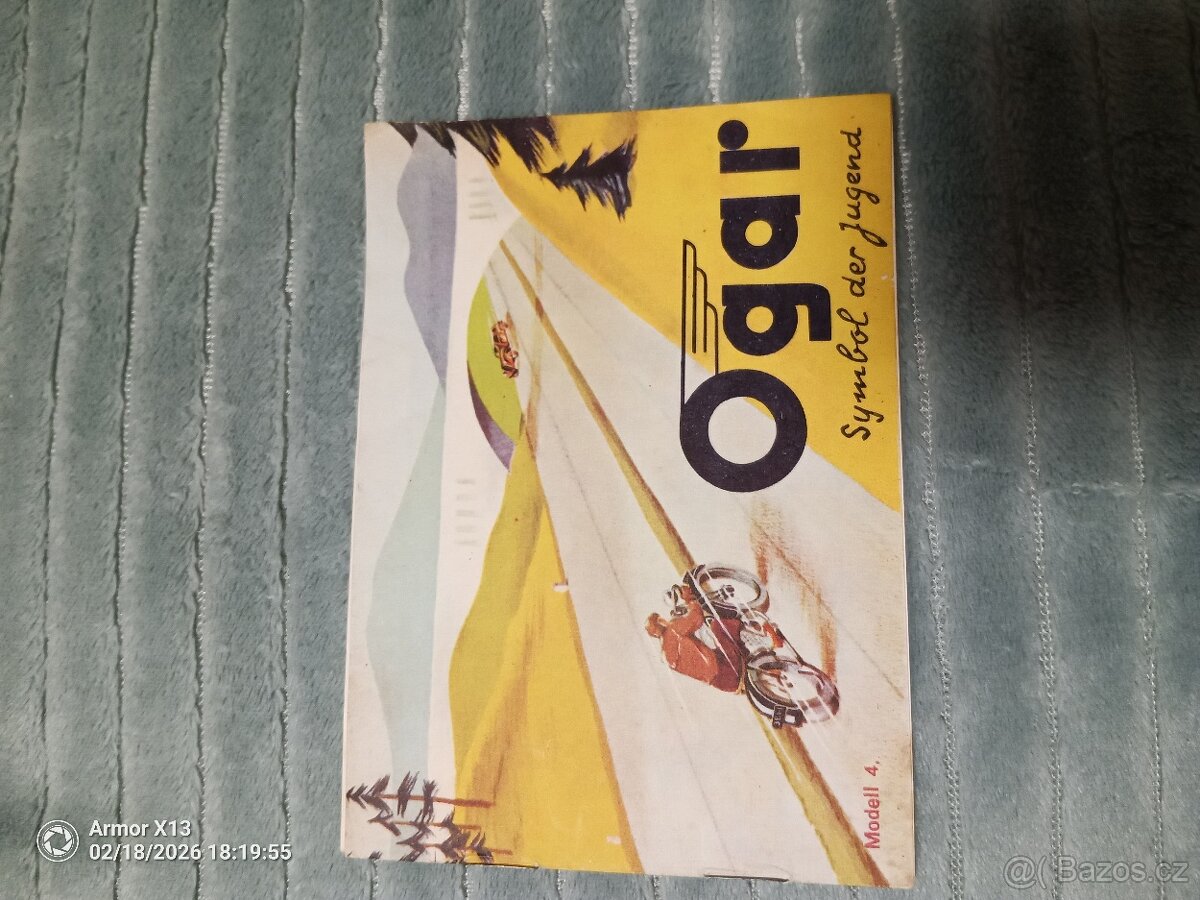 Ogar
Symbol der Jugend
Modell 4.
Armor X13
02/18/2026 18:19:55
@( Bazos.cz